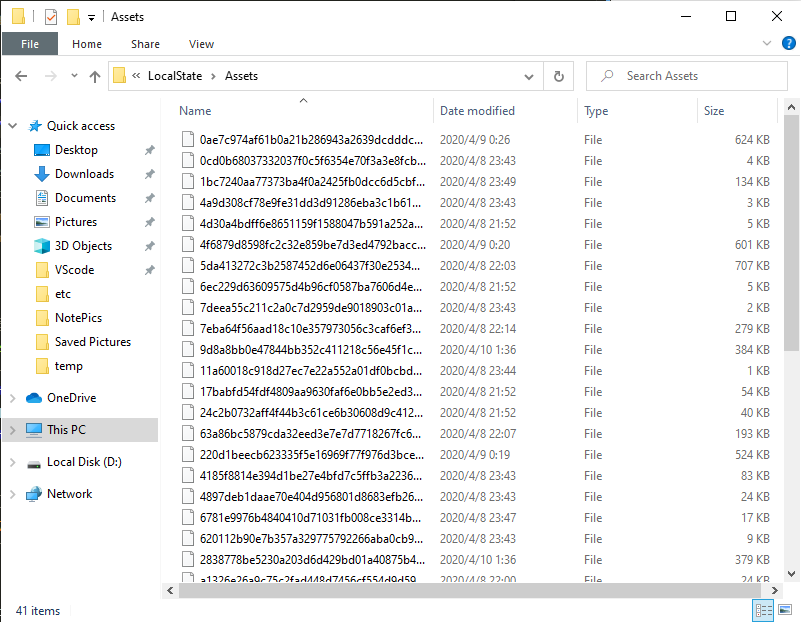 Assets
File Home Share View
« LocalState › Assets Search Assets
Name Date modified Type Size
Quick access
Desktop
Downloads
Documents
Pictures
3D Objects
VScode
etc
NotePics
Saved Pictures
temp
OneDrive
This PC
Local Disk (D:)
Network
0ae7c974af61b0a21b286943a2639dcdddc... 2020/4/9 0:26 File 624 KB
0cd0b68037332037f0c5f6354e70f3a3e8fcb... 2020/4/8 23:43 File 4 KB
1bc7240aa77373ba4f0a2425fb0dcc6d5cbf... 2020/4/8 23:49 File 134 KB
4a9d308cf78e9fe31dd3d91286eba3c1b61... 2020/4/8 23:43 File 3 KB
4d30a4bdff6e8651159f1588047b591a252a... 2020/4/8 21:52 File 5 KB
4f6879d8598fc2c32e859be7d3ed4792bacc... 2020/4/9 0:20 File 601 KB
5da413272c3b2587452d6e06437f30e2534... 2020/4/8 22:03 File 707 KB
6ec229d63609575d4b96cf0587ba7606d4e... 2020/4/8 21:52 File 5 KB
7deea55c211c2a0c7d2959de9018903c01a... 2020/4/8 23:43 File 2 KB
7eba64f56aad18c10e357973056c3caf6ef3... 2020/4/8 22:14 File 279 KB
9d8a8bb0e47844bb352c411218c56e45f1c... 2020/4/10 1:36 File 384 KB
11a60018c918d27ec7e22a552a01df0bcbd... 2020/4/8 23:44 File 1 KB
17babfd54fdf4809aa9630faf6e0bb5e2ed3... 2020/4/8 21:52 File 54 KB
24c2b0732aff4f44b3c61ce6b30608d9c412... 2020/4/8 21:52 File 40 KB
63a86bc5879cda32eed3e7e7d7718267fc6... 2020/4/8 22:07 File 193 KB
220d1beecb623335f5e16969f77f976d3bce... 2020/4/9 0:19 File 524 KB
4185f8814e394d1be27e4bfd7c5ffb3a2236... 2020/4/8 23:43 File 83 KB
4897deb1daae70e404d956801d8683efb26... 2020/4/8 23:43 File 24 KB
6781e9976b4840410d71031fb008ce3314b... 2020/4/8 23:47 File 17 KB
620112b90e7b357a329775792266aba0cb9... 2020/4/8 23:43 File 9 KB
2838778be5230a203d6d429bd01a40875b4... 2020/4/10 1:36 File 379 KB
a1326e26a9c75c2fad448d7456cf554d9d59... 2020/4/8 22:00 File 24 KB
41 items